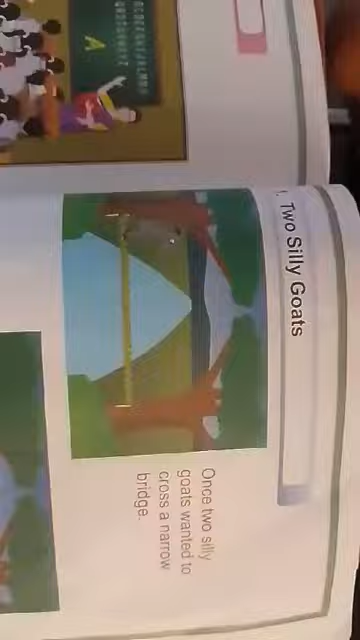 Two Silly Goats
Once two silly
goats wanted to
cross a narrow
bridge.
A